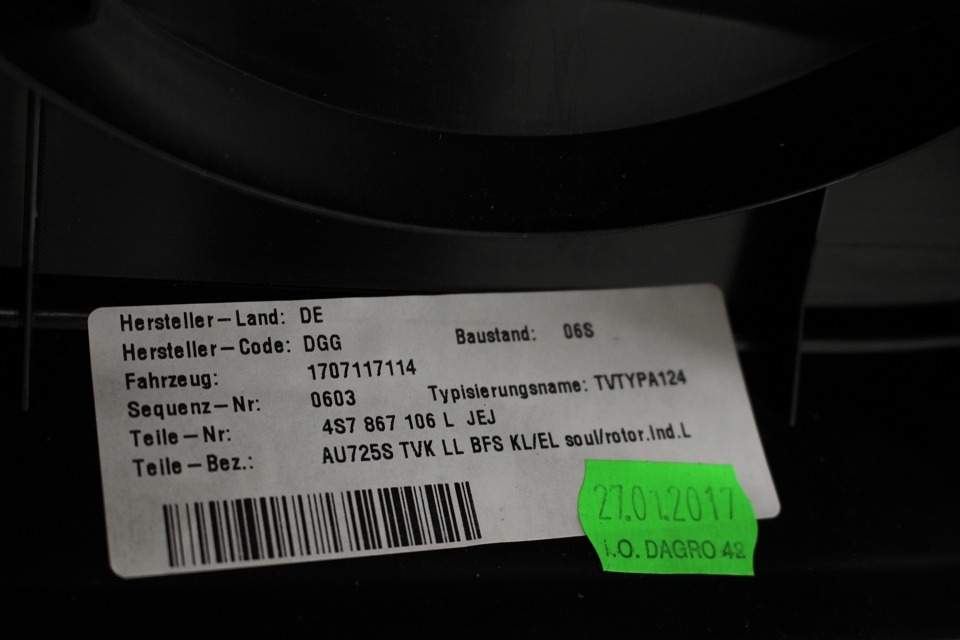 Hersteller-Land: DE
Hersteller-Code: DGG
Baustand: 06S
Fahrzeug: 1707117114
Sequenz-Nr: 0603
Typisierungsname: TVTYPA124
Teile-Nr: 4S7 867 106 L JEJ
Teile-Bez.: AU725S TVK LL BFS KL/EL soul/rotor.Ind.L
27.01.2017
i.O. DAGRO 42